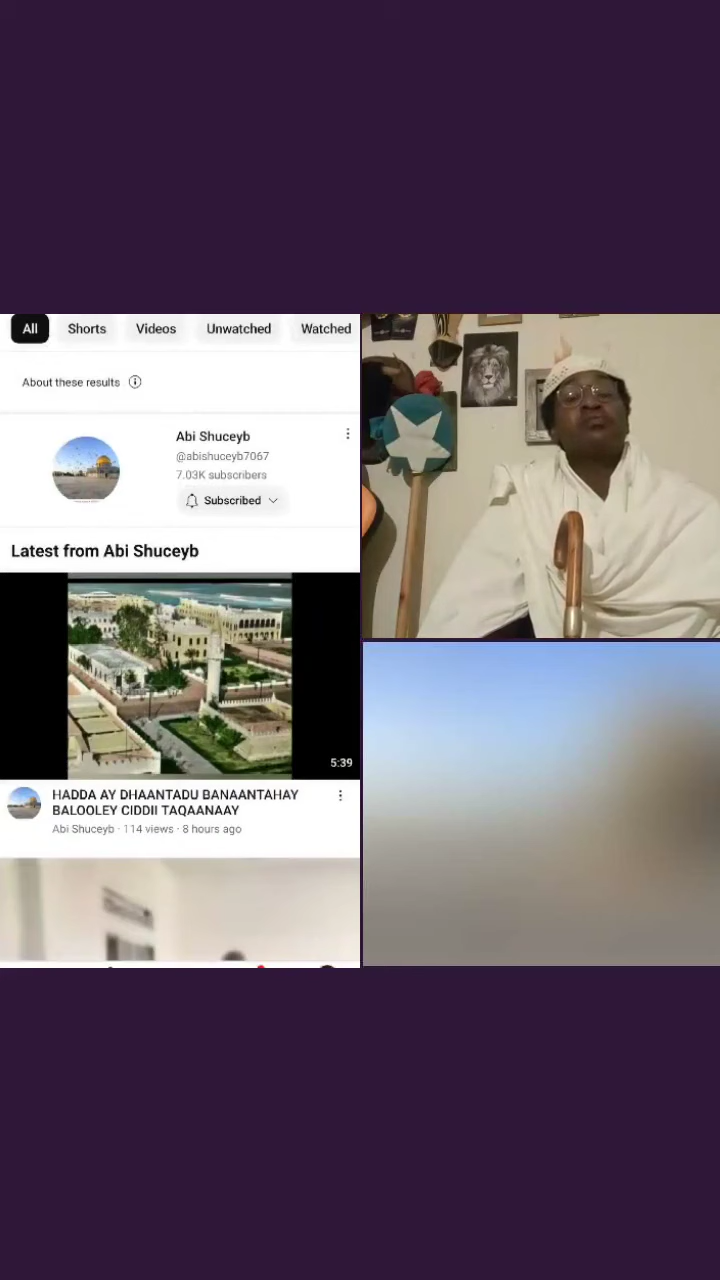 All Shorts Videos Unwatched Watched
About these results
Abi Shuceyb
@abishuceyb7067
7.03K subscribers
Subscribed
Latest from Abi Shuceyb
5:39
HADDA AY DHAANTADU BANAANTAHAY
BALOOLEY CIDDII TAQAANAAY
Abi Shuceyb · 114 views · 8 hours ago